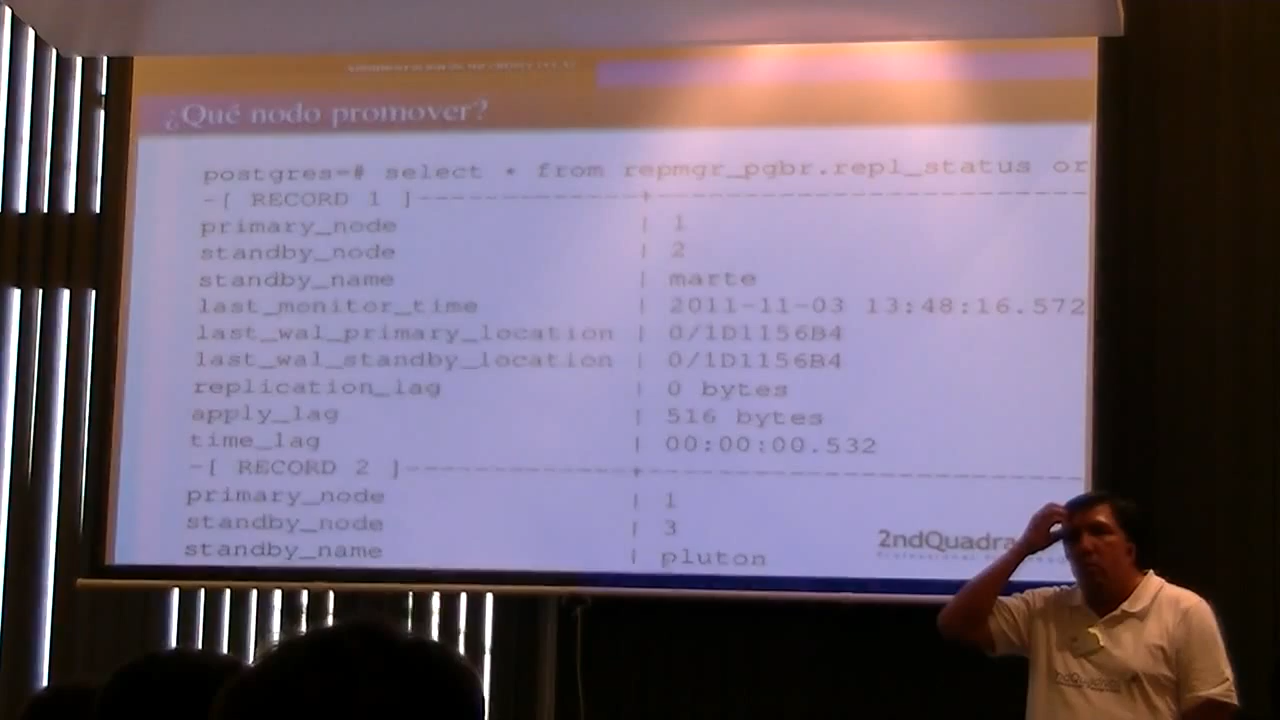 ¿Qué nodo promover?
postgres=# select * from repmgr_pgbr.repl_status or
-[ RECORD 1 ]------------------+--------------------------------
primary_node | 1
standby_node | 2
standby_name | marte
last_monitor_time | 2011-11-03 13:48:16.572
last_wal_primary_location | 0/1D1156B4
last_wal_standby_location | 0/1D1156B4
replication_lag | 0 bytes
apply_lag | 516 bytes
time_lag | 00:00:00.532
-[ RECORD 2 ]------------------+--------------------------------
primary_node | 1
standby_node | 3
standby_name | pluton
2ndQuadra
Professional
2ndQuadra